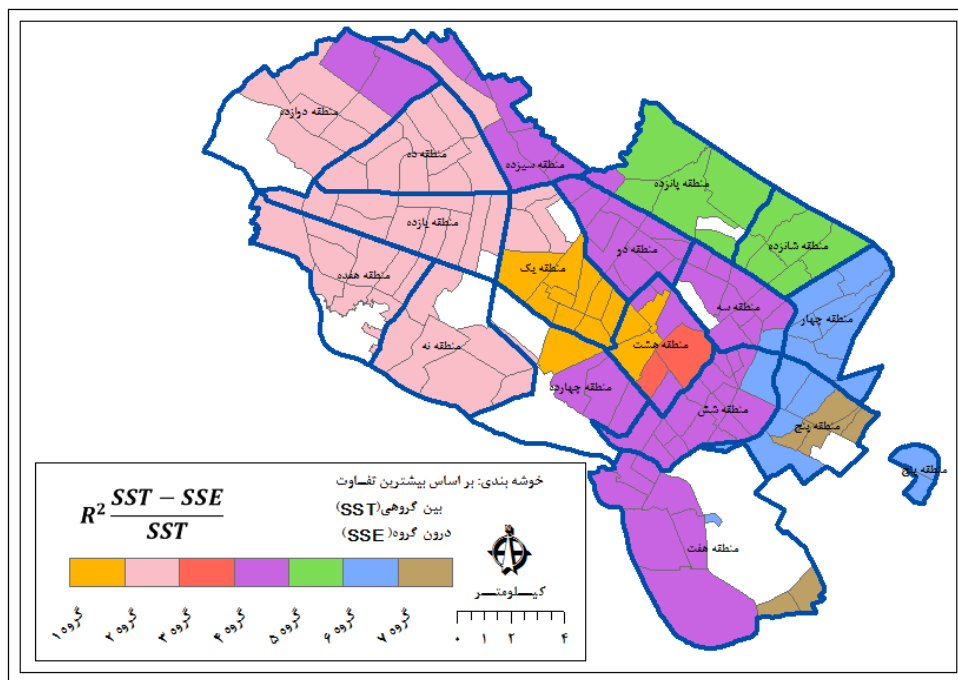 منطقه دوازده
منطقه ده
منطقه سیزده
منطقه پانزده
منطقه یازده
منطقه دو
منطقه شانزده
منطقه یک
منطقه هفده
منطقه سه
منطقه چهار
منطقه نه
منطقه هشت
منطقه چهارده
منطقه شش
منطقه پنج
منطقه پنج
منطقه هفت
خوشه بندی: بر اساس بیشترین تفاوت
بین گروهی(SST)
درون گروه(SSE)
R² SST − SSE
SST
کیلومتر
۰ ۱ ۲ ۴
گروه ۱
گروه ۲
گروه ۳
گروه ۴
گروه ۵
گروه ۶
گروه ۷